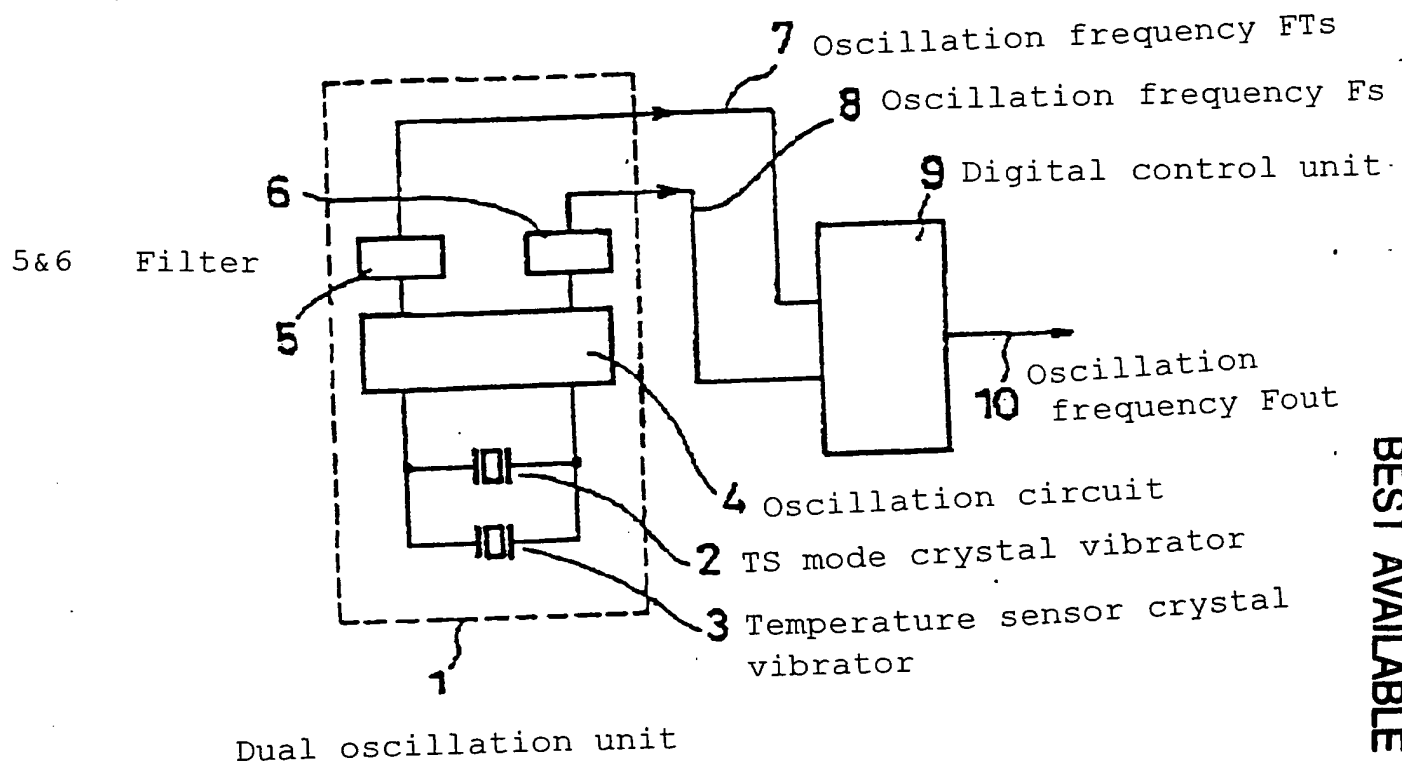 7 Oscillation frequency FTs
8 Oscillation frequency Fs
9 Digital control unit
6
5&6 Filter
5
10 Oscillation
frequency Fout
4 Oscillation circuit
2 TS mode crystal vibrator
3 Temperature sensor crystal
vibrator
1
Dual oscillation unit
BEST AVAILABLE